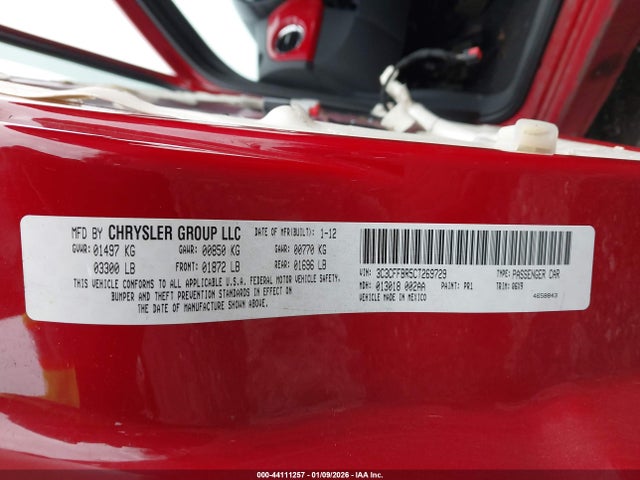 MFD BY CHRYSLER GROUP LLC DATE OF MFR(BUILT): 1-12
GVWR: 01497 KG GAWR: 00850 KG GAWR: 00770 KG
03300 LB FRONT: 01872 LB REAR: 01696 LB
THIS VEHICLE CONFORMS TO ALL APPLICABLE U.S.A. FEDERAL MOTOR VEHICLE SAFETY,
BUMPER AND THEFT PREVENTION STANDARDS IN EFFECT ON
THE DATE OF MANUFACTURE SHOWN ABOVE.
VIN: 3C3CFFBR5CT269729 TYPE: PASSENGER CAR
MDH: 013018 002AA PAINT: PR1 TRIM: 06X9
VEHICLE MADE IN MEXICO 4658843
000-44111257 - 01/09/2026 - IAA Inc.